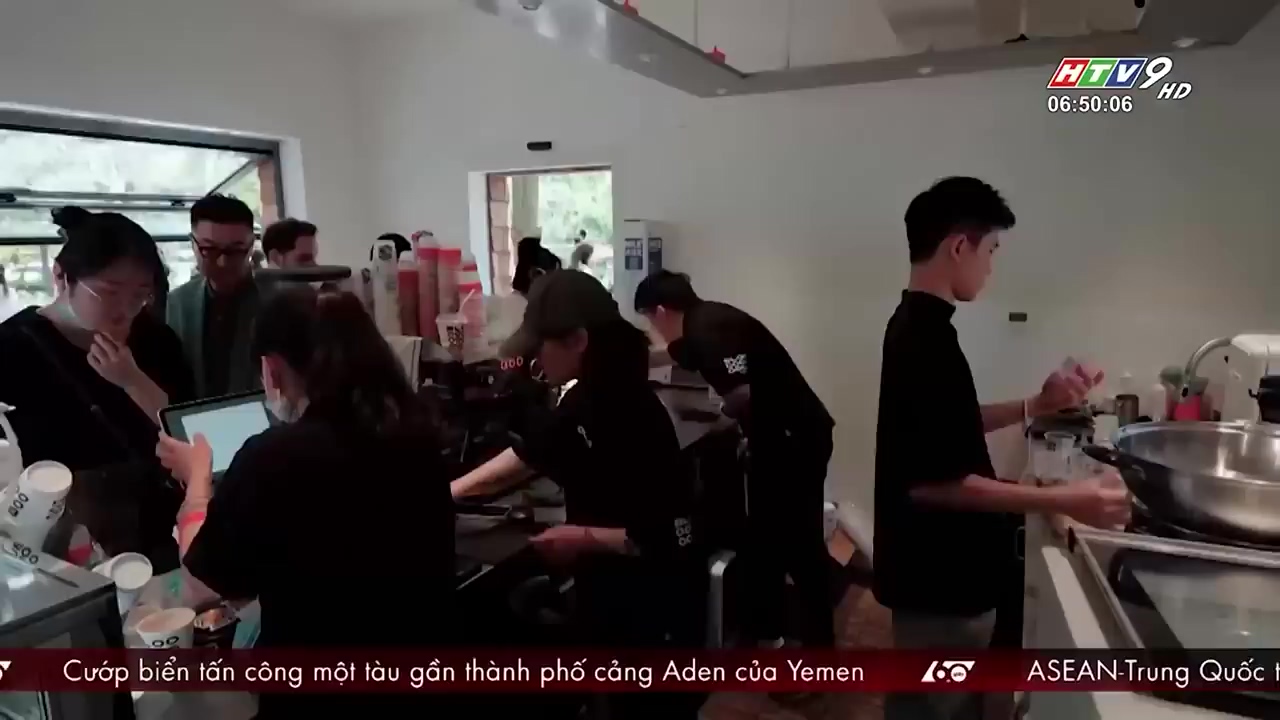 HTV9 HD
06:50:06
Cướp biển tấn công một tàu gần thành phố cảng Aden của Yemen
ASEAN-Trung Quốc